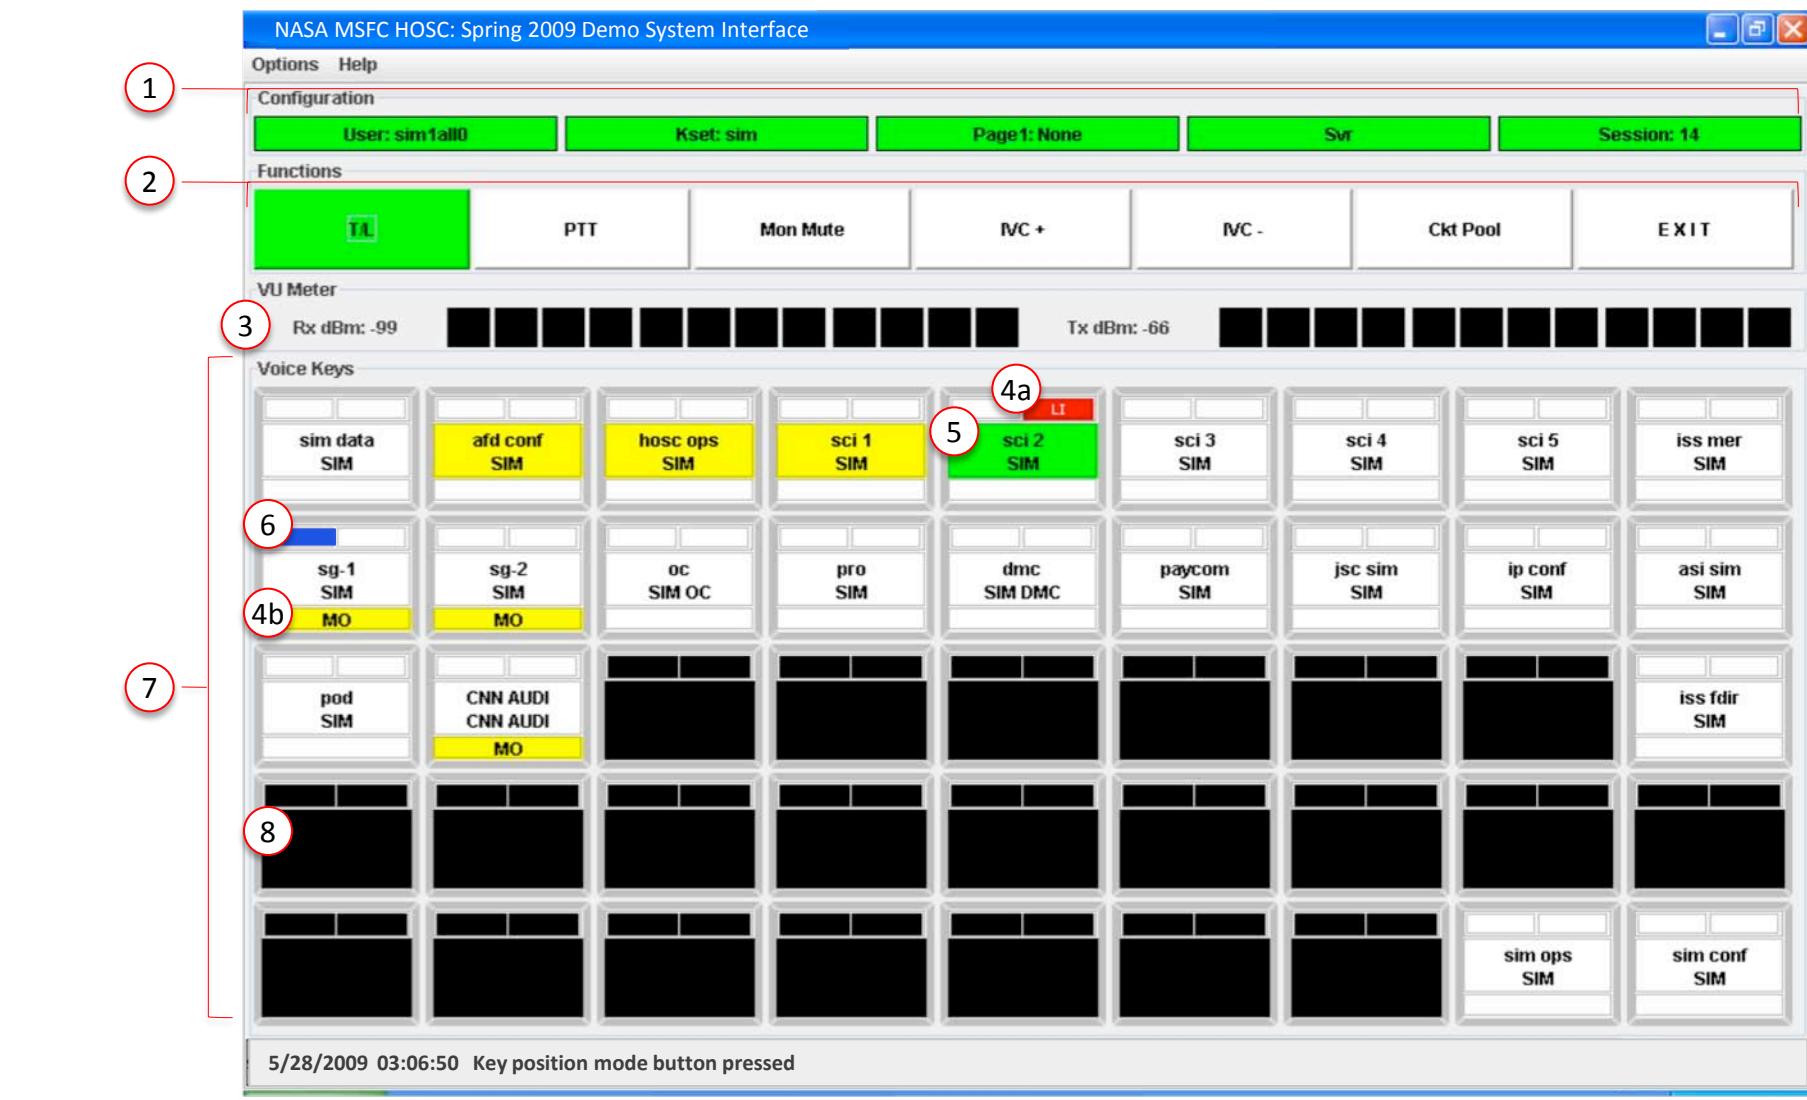 NASA MSFC HOSC: Spring 2009 Demo System Interface
Options Help
1
Configuration
User: sim1all0 Kset: sim Page1: None Svr Session: 14
2
Functions
T/L PTT Mon Mute IVC + IVC - Ckt Pool E X I T
VU Meter
3 Rx dBm: -99 Tx dBm: -66
Voice Keys
4a
LI
5
sim data afd conf hosc ops sci 1 sci 2 sci 3 sci 4 sci 5 iss mer
SIM SIM SIM SIM SIM SIM SIM SIM SIM
6
sg-1 sg-2 oc pro dmc paycom jsc sim ip conf asi sim
SIM SIM SIM OC SIM SIM DMC SIM SIM SIM SIM
4b MO MO
7
pod CNN AUDI iss fdir
SIM CNN AUDI SIM
MO
8
sim ops sim conf
SIM SIM
5/28/2009 03:06:50 Key position mode button pressed